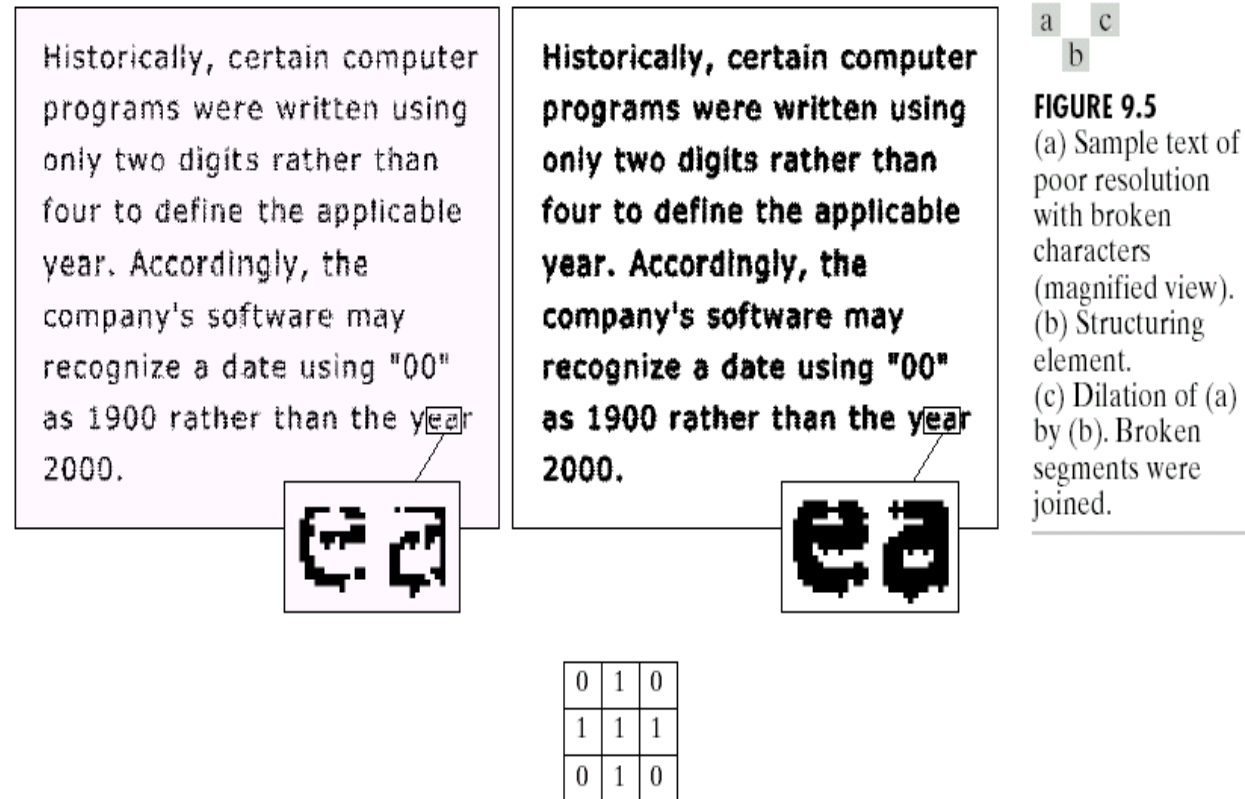 Historically, certain computer
programs were written using
only two digits rather than
four to define the applicable
year. Accordingly, the
company's software may
recognize a date using "00"
as 1900 rather than the year
2000.
ea
Historically, certain computer
programs were written using
only two digits rather than
four to define the applicable
year. Accordingly, the
company's software may
recognize a date using "00"
as 1900 rather than the year
2000.
ea
a c
b
FIGURE 9.5
(a) Sample text of
poor resolution
with broken
characters
(magnified view).
(b) Structuring
element.
(c) Dilation of (a)
by (b). Broken
segments were
joined.
0 1 0
1 1 1
0 1 0